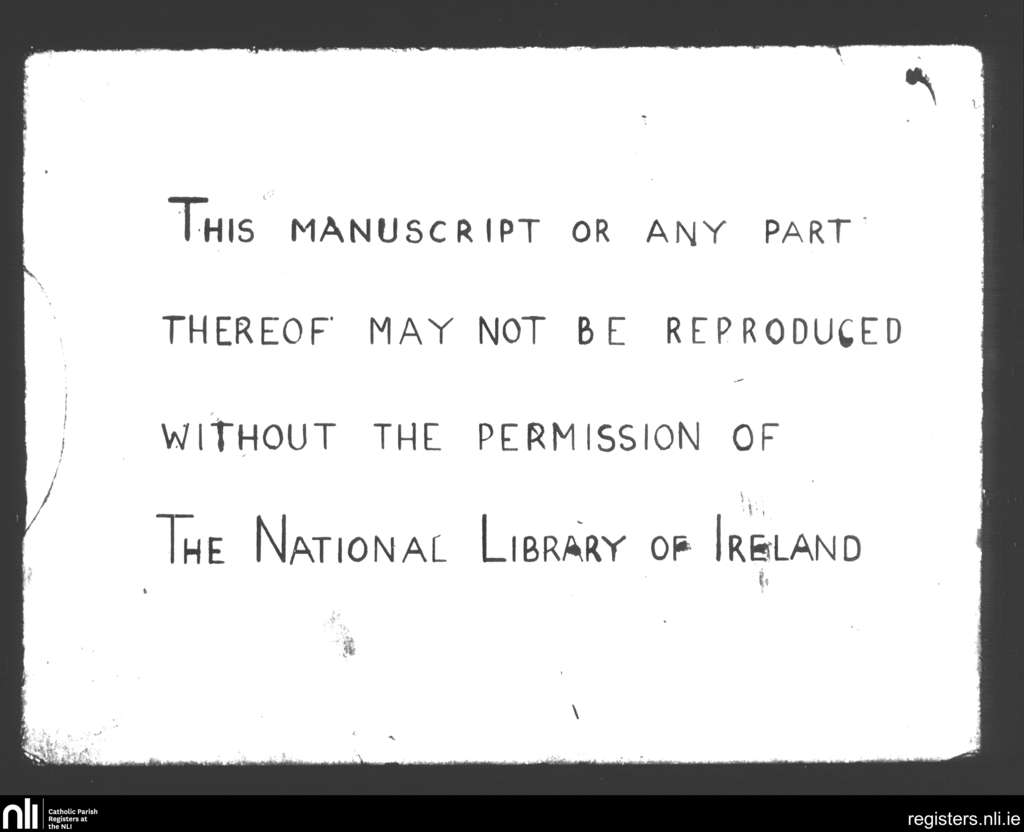 THIS MANUSCRIPT OR ANY PART
THEREOF MAY NOT BE REPRODUCED
WITHOUT THE PERMISSION OF
THE NATIONAL LIBRARY OF IRELAND
nli
Catholic Parish
Registers at
the NLI
registers.nli.ie